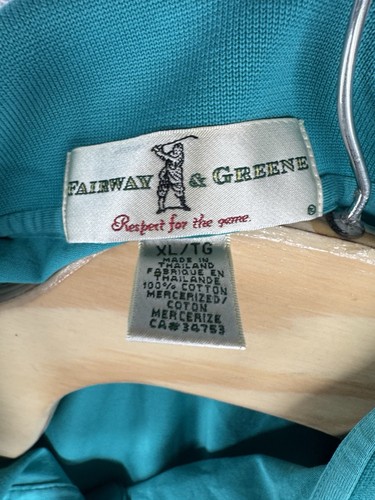 FAIRWAY & GREENE
®
Respect for the game.
XL/TG
MADE IN
THAILAND
FABRIQUE EN
THAILANDE
100% COTTON
MERCERIZED/
COTON
MERCERIZE
CA# 34753